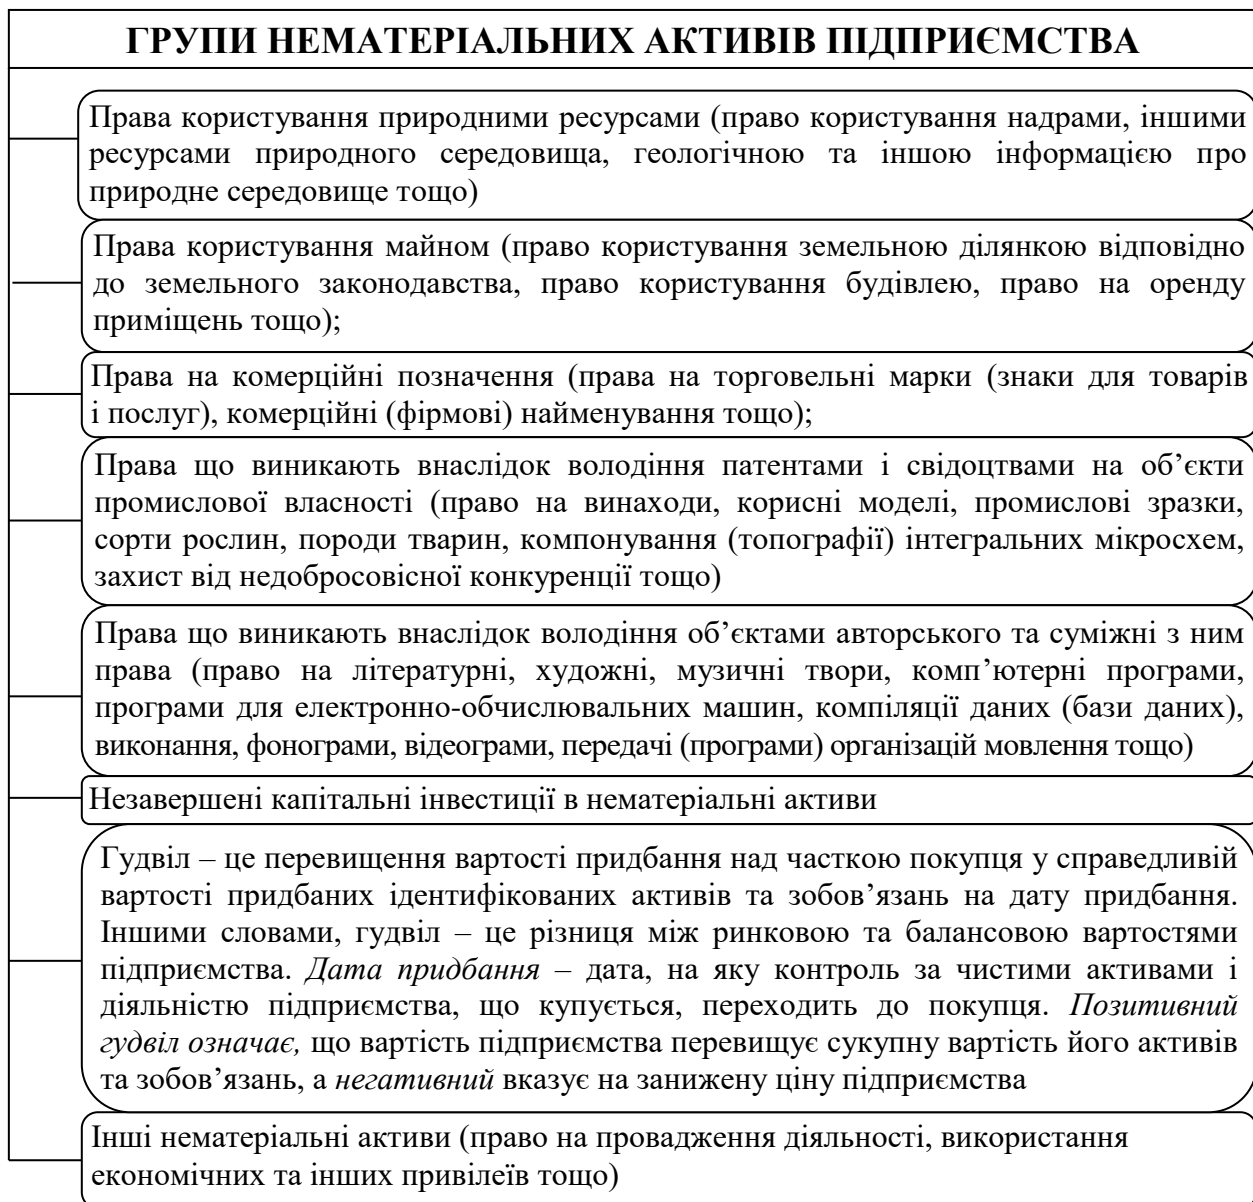 ГРУПИ НЕМАТЕРІАЛЬНИХ АКТИВІВ ПІДПРИЄМСТВА
Права користування природними ресурсами (право користування надрами, іншими
ресурсами природного середовища, геологічною та іншою інформацією про
природне середовище тощо)
Права користування майном (право користування земельною ділянкою відповідно
до земельного законодавства, право користування будівлею, право на оренду
приміщень тощо);
Права на комерційні позначення (права на торговельні марки (знаки для товарів
і послуг), комерційні (фірмові) найменування тощо);
Права що виникають внаслідок володіння патентами і свідоцтвами на об’єкти
промислової власності (право на винаходи, корисні моделі, промислові зразки,
сорти рослин, породи тварин, компонування (топографії) інтегральних мікросхем,
захист від недобросовісної конкуренції тощо)
Права що виникають внаслідок володіння об’єктами авторського та суміжні з ним
права (право на літературні, художні, музичні твори, комп’ютерні програми,
програми для електронно-обчислювальних машин, компіляції даних (бази даних),
виконання, фонограми, відеограми, передачі (програми) організацій мовлення тощо)
Незавершені капітальні інвестиції в нематеріальні активи
Гудвіл – це перевищення вартості придбання над часткою покупця у справедливій
вартості придбаних ідентифікованих активів та зобов’язань на дату придбання.
Іншими словами, гудвіл – це різниця між ринковою та балансовою вартостями
підприємства. Дата придбання – дата, на яку контроль за чистими активами і
діяльністю підприємства, що купується, переходить до покупця. Позитивний
гудвіл означає, що вартість підприємства перевищує сукупну вартість його активів
та зобов’язань, а негативний вказує на занижену ціну підприємства
Інші нематеріальні активи (право на провадження діяльності, використання
економічних та інших привілеїв тощо)